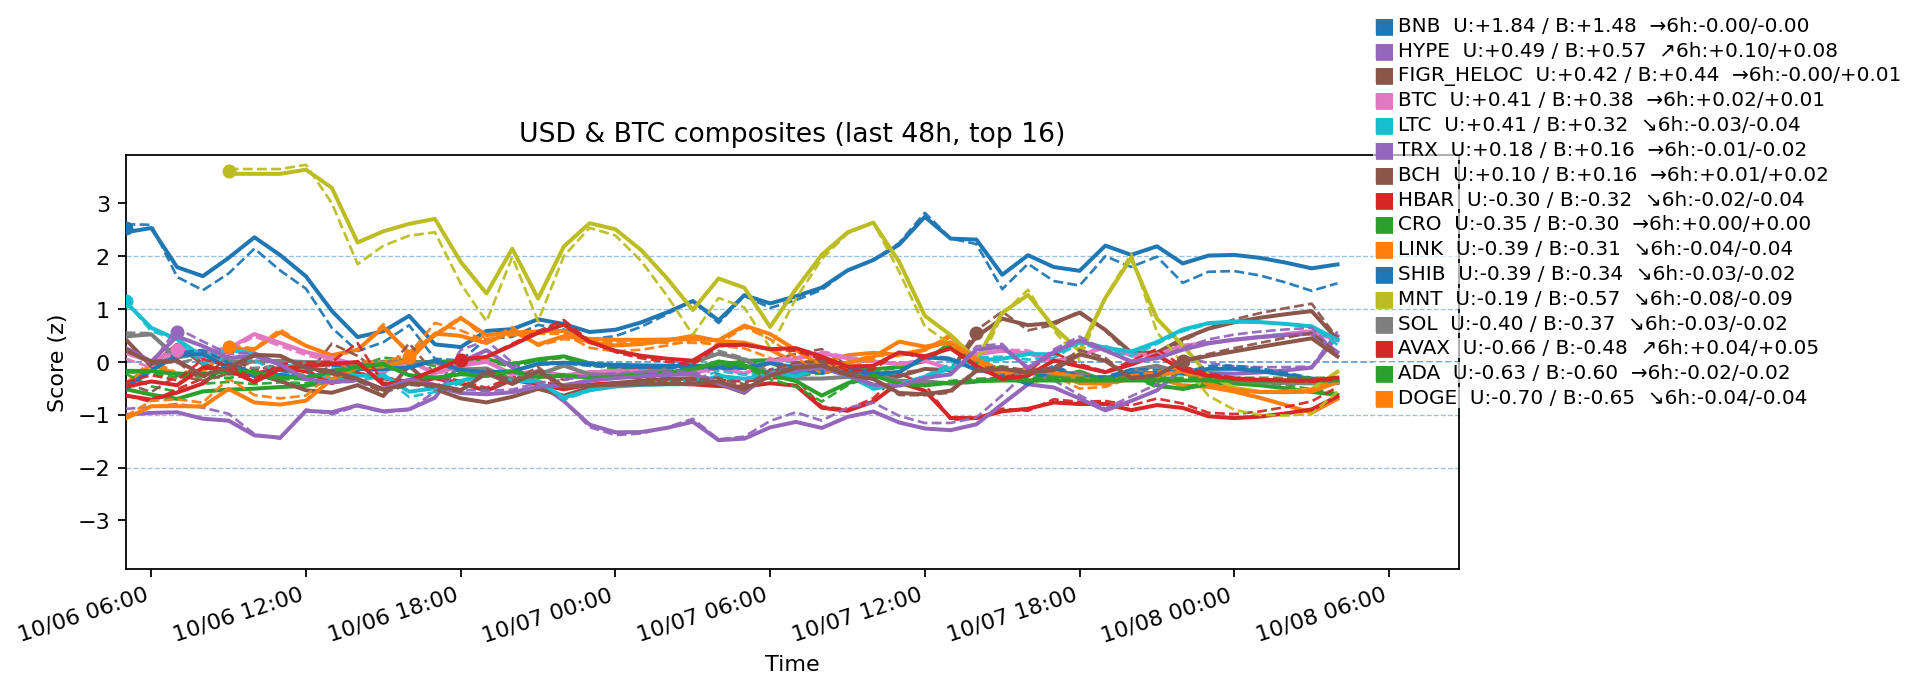 BNB U:+1.84 / B:+1.48 →6h:-0.00/-0.00
HYPE U:+0.49 / B:+0.57 ↗6h:+0.10/+0.08
FIGR_HELOC U:+0.42 / B:+0.44 →6h:-0.00/+0.01
BTC U:+0.41 / B:+0.38 →6h:+0.02/+0.01
LTC U:+0.41 / B:+0.32 ↘6h:-0.03/-0.04
TRX U:+0.18 / B:+0.16 →6h:-0.01/-0.02
BCH U:+0.10 / B:+0.16 →6h:+0.01/+0.02
HBAR U:-0.30 / B:-0.32 ↘6h:-0.02/-0.04
CRO U:-0.35 / B:-0.30 →6h:+0.00/+0.00
LINK U:-0.39 / B:-0.31 ↘6h:-0.04/-0.04
SHIB U:-0.39 / B:-0.34 ↘6h:-0.03/-0.02
MNT U:-0.19 / B:-0.57 ↘6h:-0.08/-0.09
SOL U:-0.40 / B:-0.37 ↘6h:-0.03/-0.02
AVAX U:-0.66 / B:-0.48 ↗6h:+0.04/+0.05
ADA U:-0.63 / B:-0.60 →6h:-0.02/-0.02
DOGE U:-0.70 / B:-0.65 ↘6h:-0.04/-0.04
USD & BTC composites (last 48h, top 16)
Score (z)
3
2
1
0
−1
−2
−3
10/06 06:00
10/06 12:00
10/06 18:00
10/07 00:00
10/07 06:00
10/07 12:00
10/07 18:00
10/08 00:00
10/08 06:00
Time